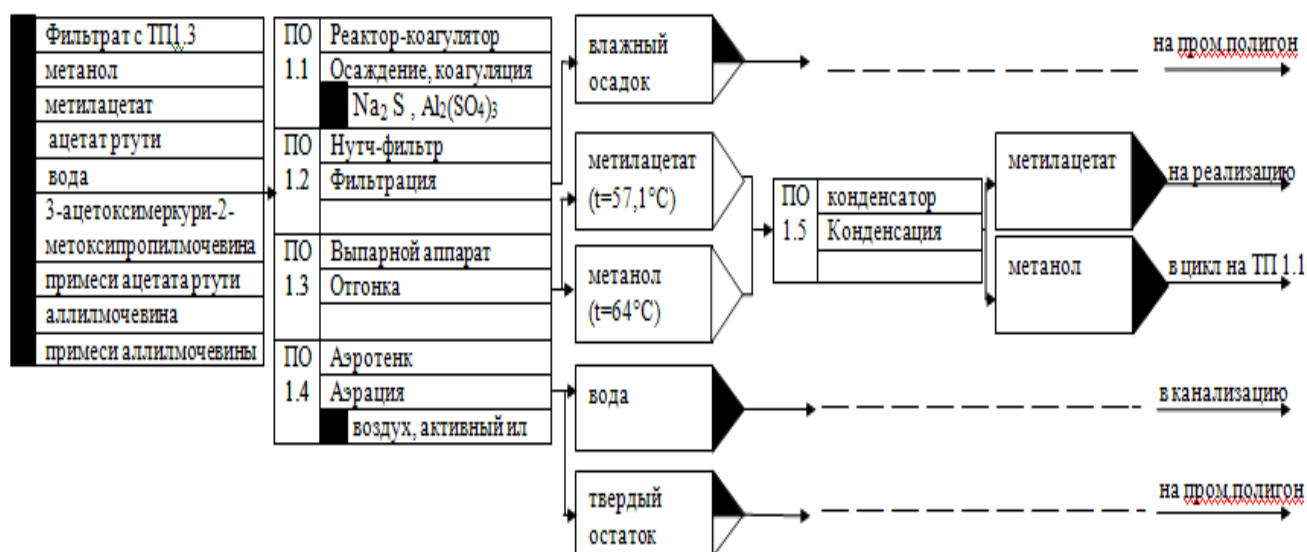 Фильтрат с ТП1.3
метанол
метилацетат
ацетат ртути
вода
3-ацетоксимеркури-2-
метоксипропилмочевина
примеси ацетата ртути
аллилмочевина
примеси аллилмочевины
ПО
1.1
Реактор-коагулятор
Осаждение, коагуляция
Na₂ S , Al₂(SO₄)₃
ПО
1.2
Нутч-фильтр
Фильтрация
ПО
1.3
Выпарной аппарат
Отгонка
ПО
1.4
Аэротенк
Аэрация
воздух, активный ил
влажный
осадок
на пром.полигон
метилацетат
(t=57,1°C)
метанол
(t=64°C)
ПО
1.5
конденсатор
Конденсация
метилацетат
на реализацию
метанол
в цикл на ТП 1.1
вода
в канализацию
твердый
остаток
на пром.полигон